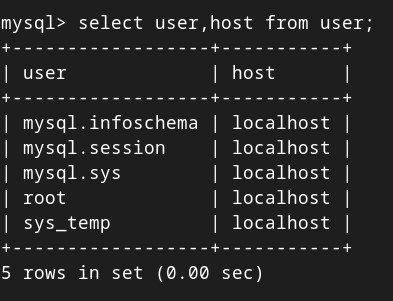 mysql> select user,host from user;
+------------------+-----------+
| user             | host      |
+------------------+-----------+
| mysql.infoschema | localhost |
| mysql.session    | localhost |
| mysql.sys        | localhost |
| root             | localhost |
| sys_temp         | localhost |
+------------------+-----------+
5 rows in set (0.00 sec)